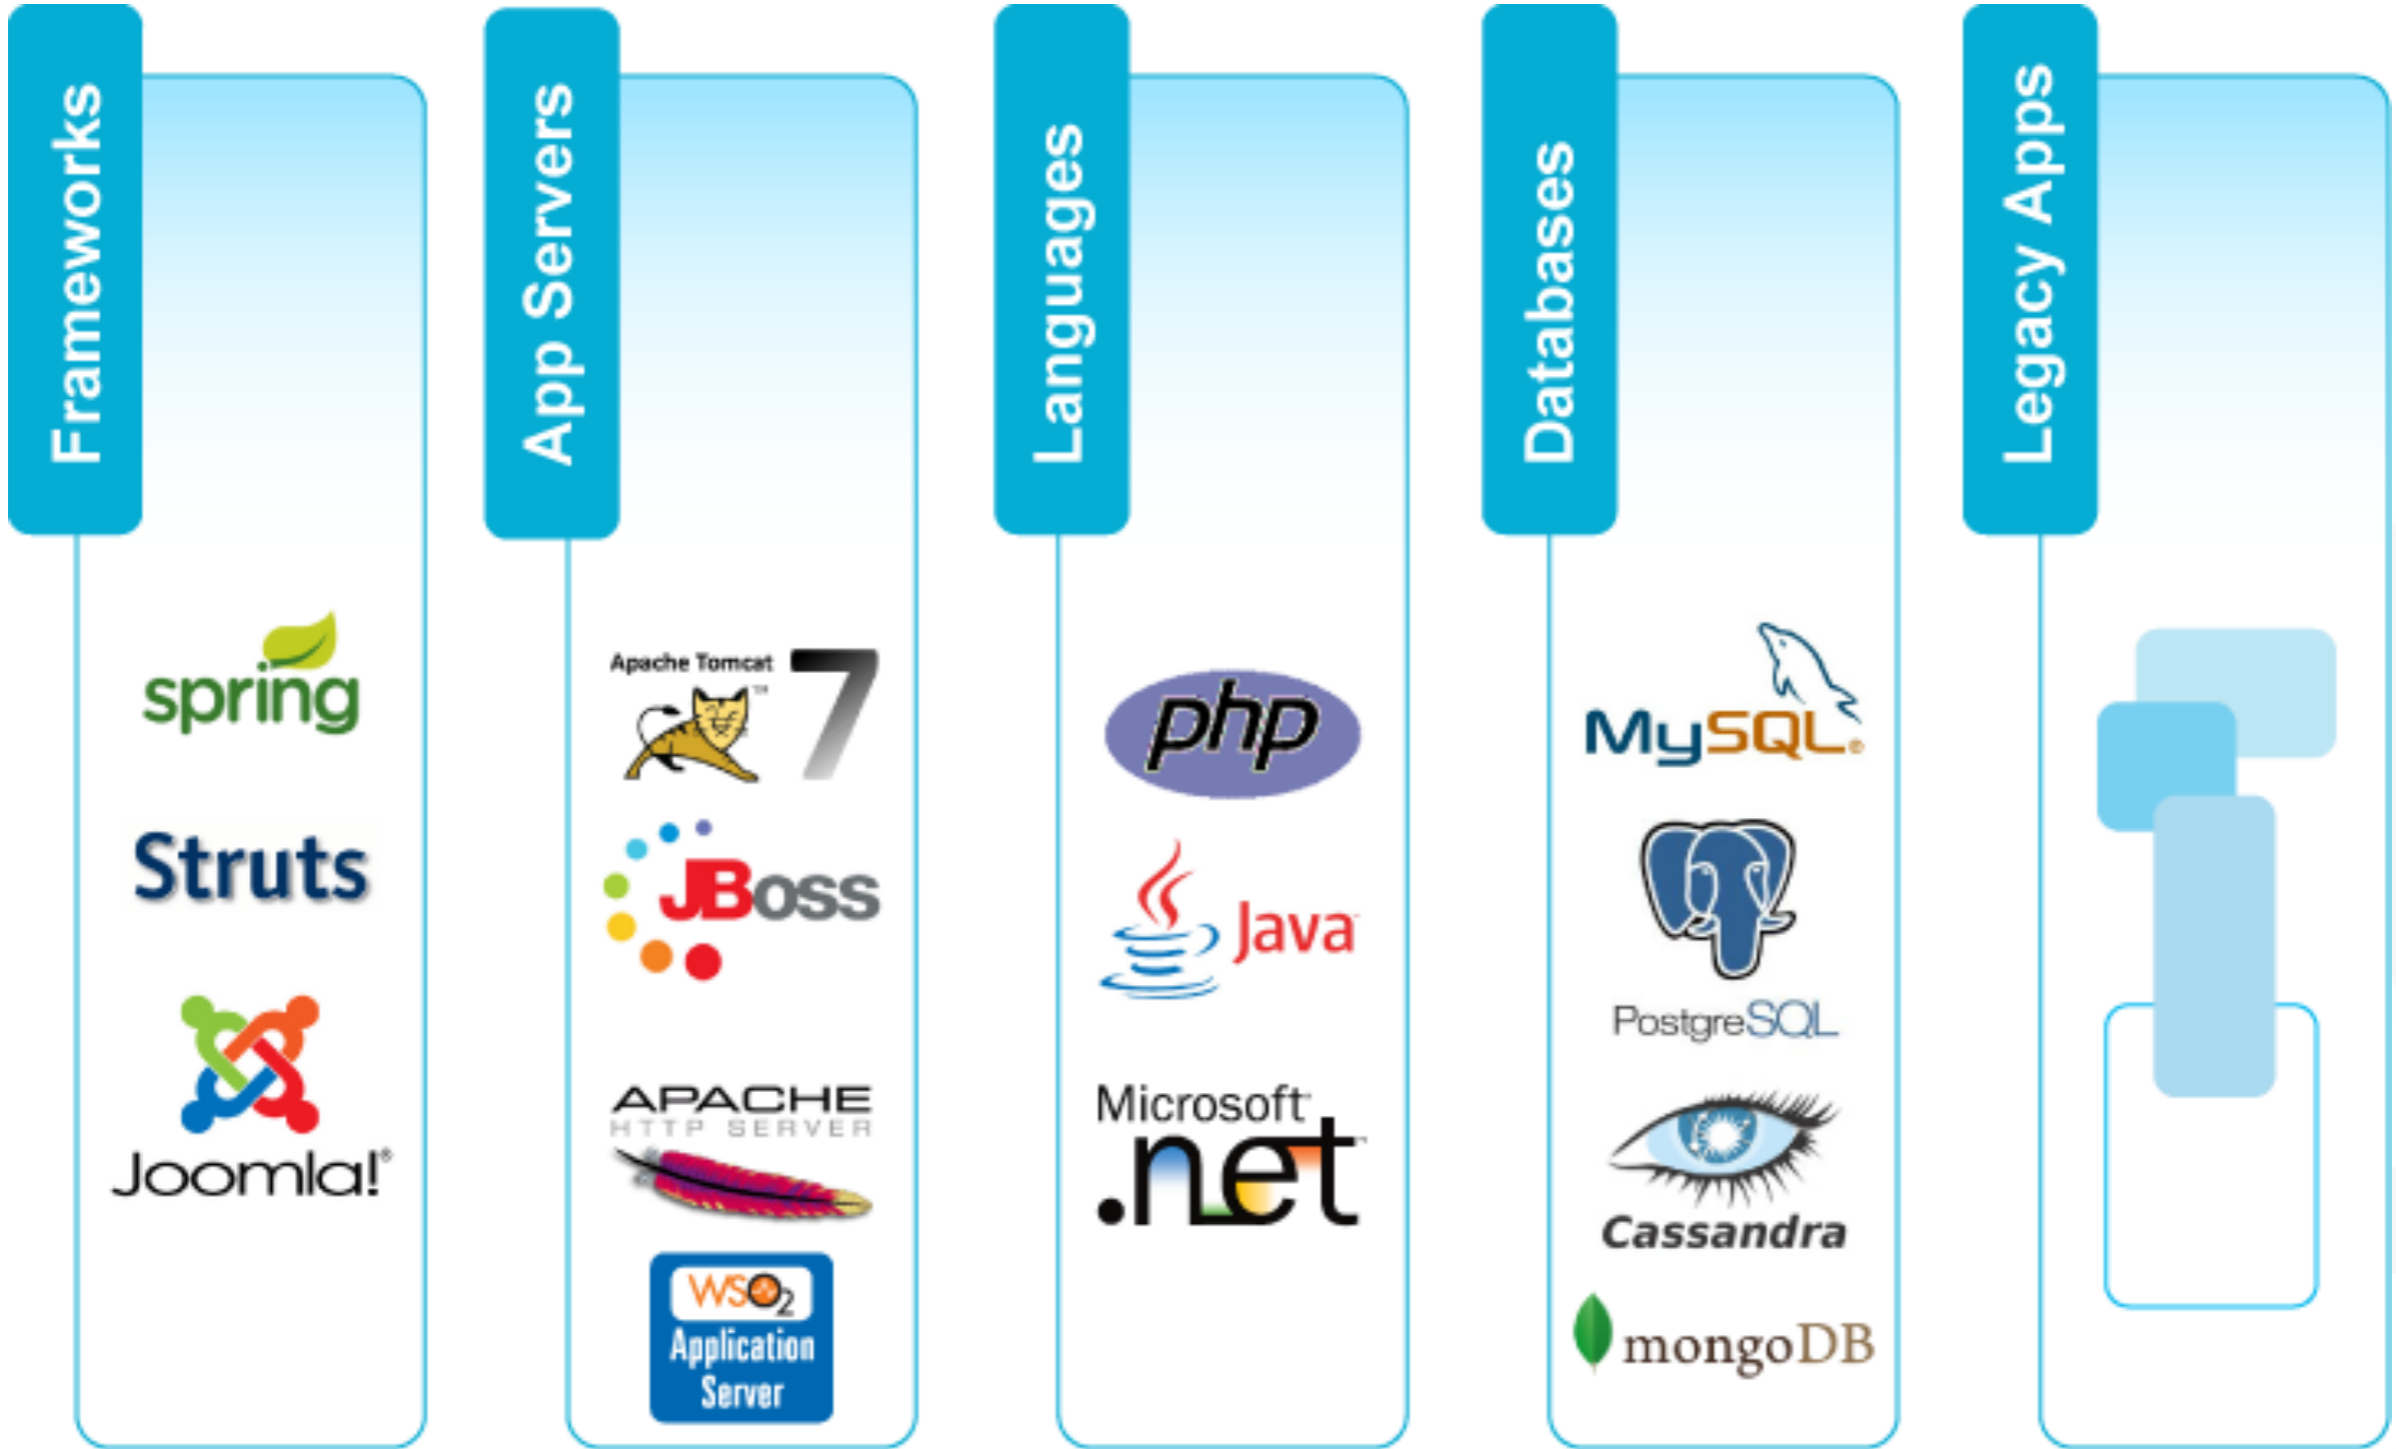 Frameworks
spring
Struts
Joomla!®
App Servers
Apache Tomcat 7
TM
JBoss
APACHE
HTTP SERVER
WSO2
Application
Server
Languages
php
Java
Microsoft
.net
Databases
MySQL®
PostgreSQL
Cassandra
mongoDB
Legacy Apps